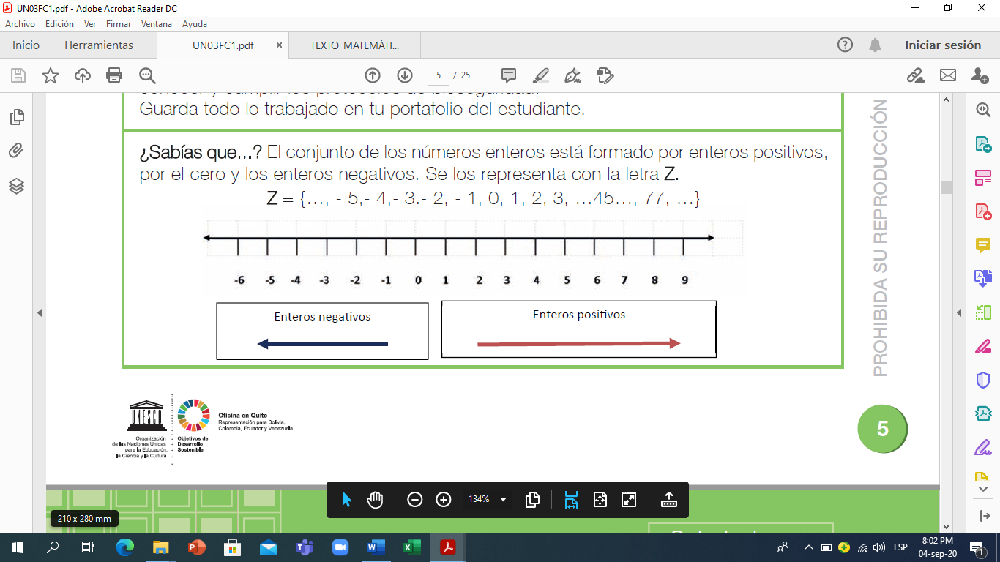 UN03FC1.pdf - Adobe Acrobat Reader DC
Archivo Edición Ver Firmar Ventana Ayuda
Inicio Herramientas UN03FC1.pdf × TEXTO_MATEMÁTI... Iniciar sesión
5 / 25
Guarda todo lo trabajado en tu portafolio del estudiante.
¿Sabías que...? El conjunto de los números enteros está formado por enteros positivos,
por el cero y los enteros negativos. Se los representa con la letra Z.
Z = {..., - 5,- 4,- 3.- 2, - 1, 0, 1, 2, 3, ...45..., 77, ...}
-6 -5 -4 -3 -2 -1 0 1 2 3 4 5 6 7 8 9
Enteros negativos
Enteros positivos
PROHIBIDA SU REPRODUCCIÓN
UNESCO
Organización
de las Naciones Unidas
para la Educación,
la Ciencia y la Cultura
Objetivos de
Desarrollo
Sostenible
Oficina en Quito
Representación para Bolivia,
Colombia, Ecuador y Venezuela
5
134%
210 x 280 mm
ESP
8:02 PM
04-sep-20
1